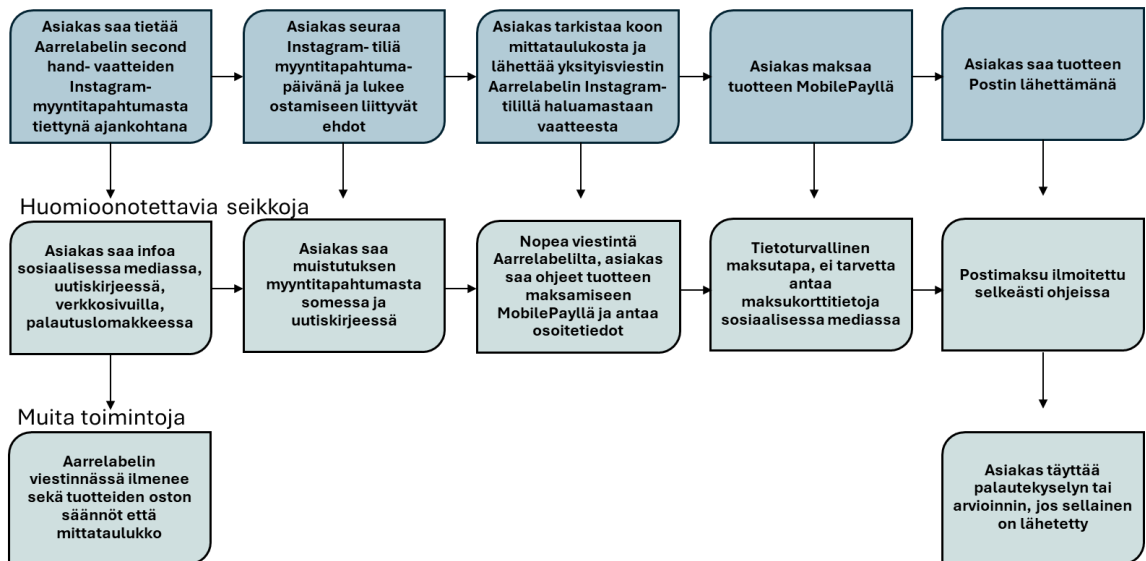 Asiakas saa tietää
Aarrelabelin second
hand- vaatteiden
Instagram-
myyntitapahtumasta
tiettynä ajankohtana
Asiakas seuraa
Instagram- tiliä
myyntitapahtuma-
päivänä ja lukee
ostamiseen liittyvät
ehdot
Asiakas tarkistaa koon
mittataulukosta ja
lähettää yksityisviestin
Aarrelabelin Instagram-
tilillä haluamastaan
vaatteesta
Asiakas maksaa
tuotteen MobilePayllä
Asiakas saa tuotteen
Postin lähettämänä
Huomioonotettavia seikkoja
Asiakas saa infoa
sosiaalisessa mediassa,
uutiskirjeessä,
verkkosivuilla,
palautuslomakkeessa
Asiakas saa
muistutuksen
myyntitapahtumasta
somessa ja
uutiskirjeessä
Nopea viestintä
Aarrelabelilta, asiakas
saa ohjeet tuotteen
maksamiseen
MobilePayllä ja antaa
osoitetiedot
Tietoturvallinen
maksutapa, ei tarvetta
antaa
maksukorttitietoja
sosiaalisessa mediassa
Postimaksu ilmoitettu
selkeästi ohjeissa
Muita toimintoja
Aarrelabelin
viestinnässä ilmenee
sekä tuotteiden oston
säännöt että
mittataulukko
Asiakas täyttää
palautekyselyn tai
arvioinnin, jos sellainen
on lähetetty